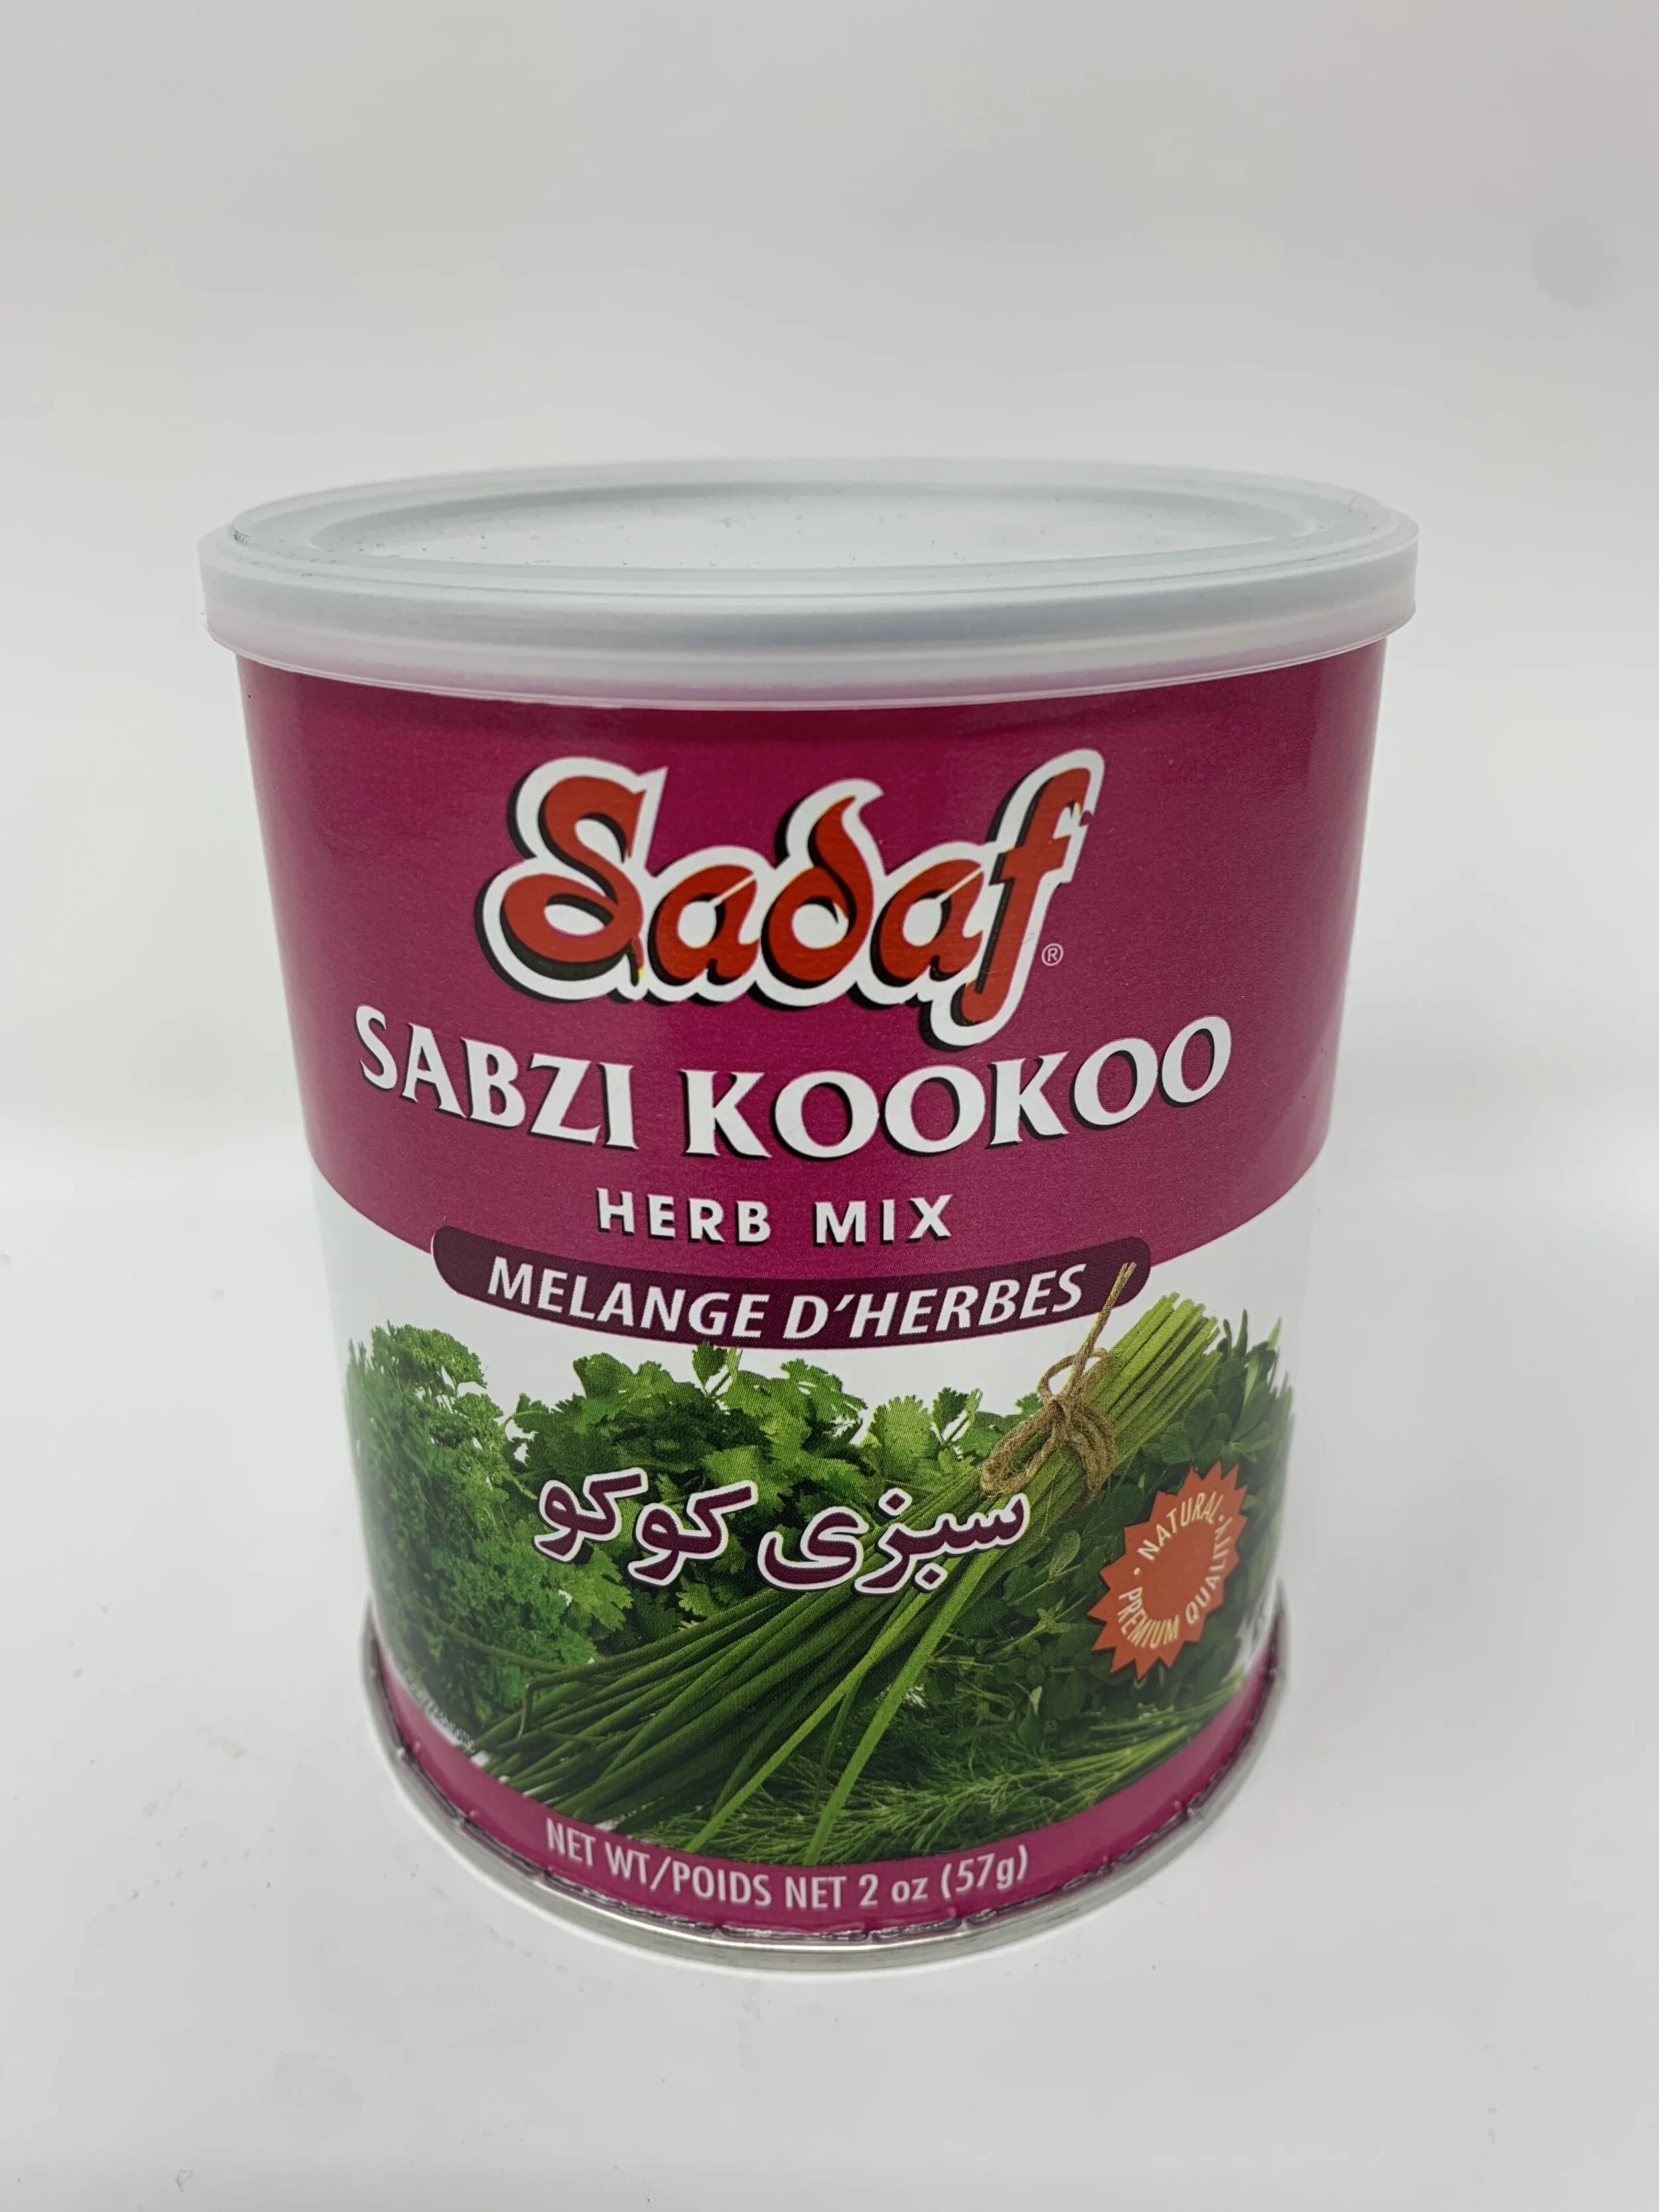 Sadaf®
SABZI KOOKOO
HERB MIX
MELANGE D'HERBES
سبزی کوکو
• NATURAL • PREMIUM QUALITY
NET WT/POIDS NET 2 oz (57g)